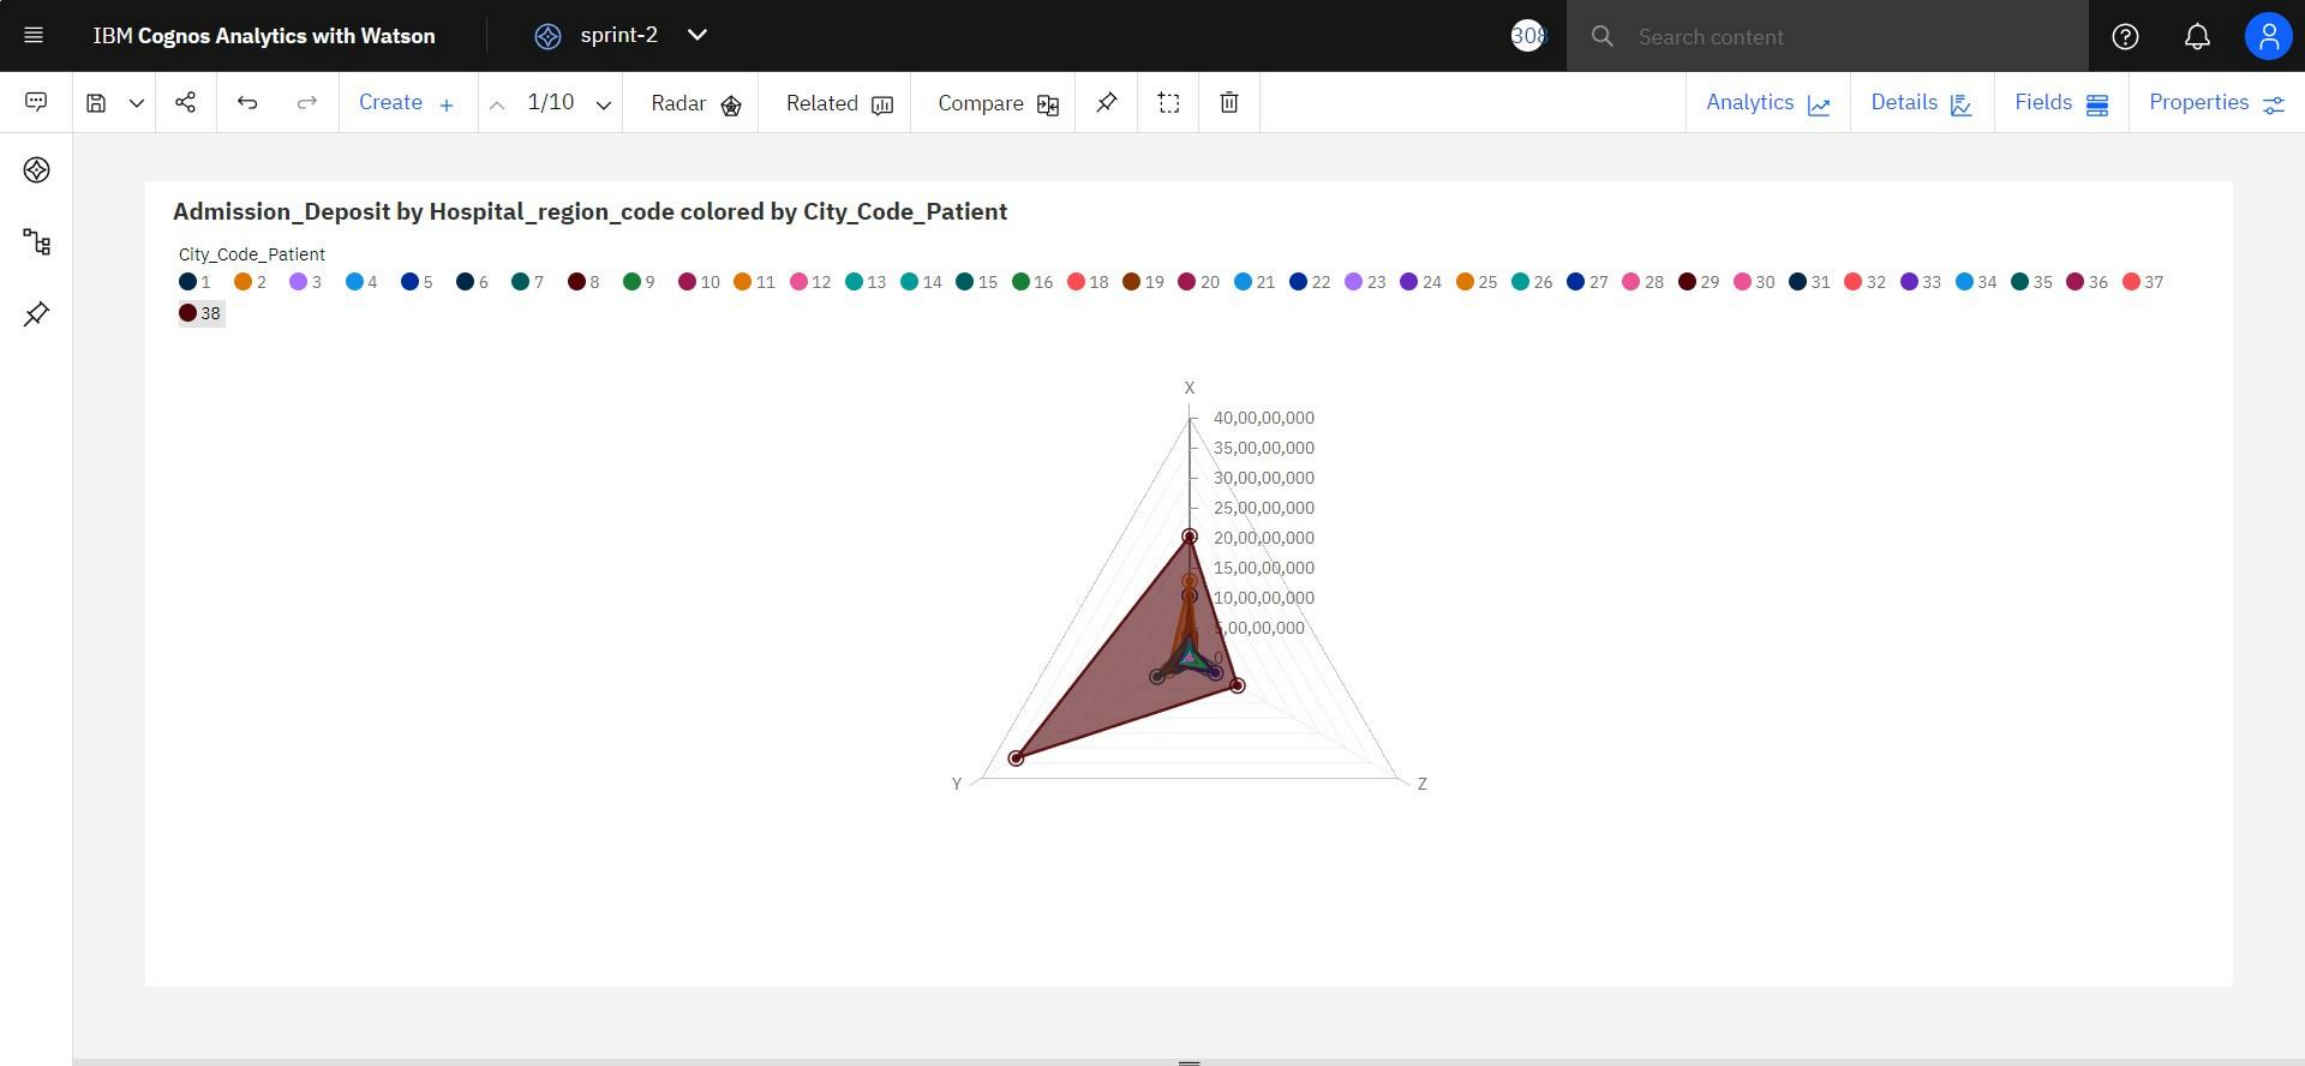 IBM Cognos Analytics with Watson
sprint-2
308
Search content
Create +
1/10
Radar
Related
Compare
Analytics
Details
Fields
Properties
Admission_Deposit by Hospital_region_code colored by City_Code_Patient
City_Code_Patient
1 2 3 4 5 6 7 8 9 10 11 12 13 14 15 16 18 19 20 21 22 23 24 25 26 27 28 29 30 31 32 33 34 35 36 37
38
X
40,00,00,000
35,00,00,000
30,00,00,000
25,00,00,000
20,00,00,000
15,00,00,000
10,00,00,000
5,00,00,000
0
Y
Z